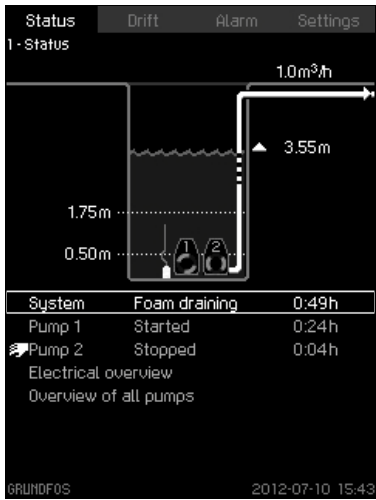 Status Drift Alarm Settings
1 - Status
1.0m³/h
3.55m
1.75m
0.50m
1 2
System Foam draining 0:49h
Pump 1 Started 0:24h
Pump 2 Stopped 0:04h
Electrical overview
Overview of all pumps
GRUNDFOS 2012-07-10 15:43